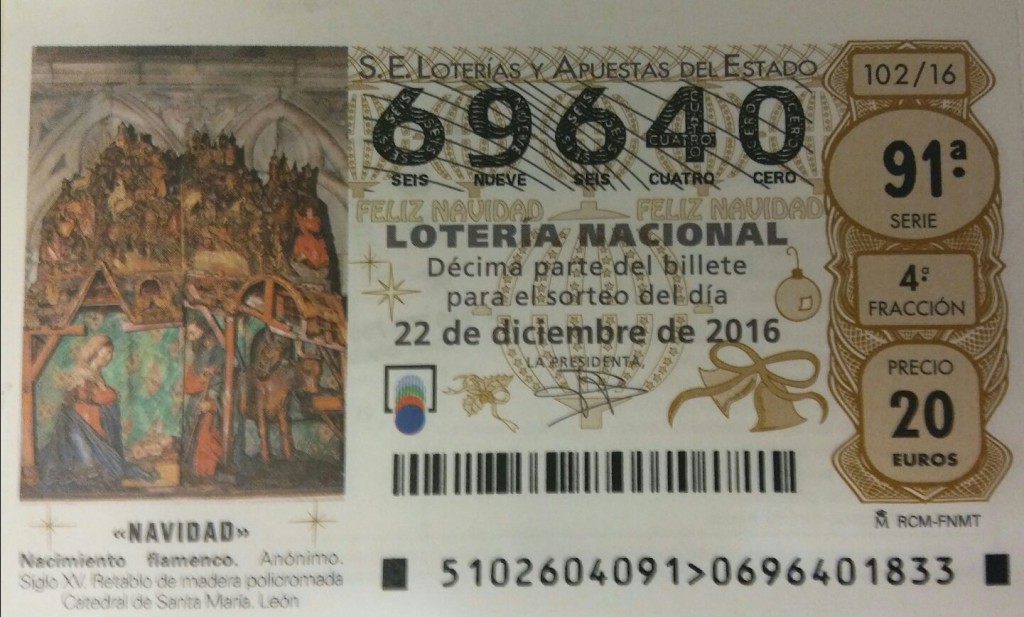 S.E. LOTERÍAS Y APUESTAS DEL ESTADO
69640
SEIS NUEVE SEIS CUATRO CERO
FELIZ NAVIDAD FELIZ NAVIDAD
LOTERÍA NACIONAL
Décima parte del billete
para el sorteo del día
22 de diciembre de 2016
LA PRESIDENTA,
102/16
91ª
SERIE
4ª
FRACCIÓN
PRECIO
20
EUROS
RCM-FNMT
«NAVIDAD»
Nacimiento flamenco. Anónimo.
Siglo XV. Retablo de madera policromada
Catedral de Santa María. León
5102604091>0696401833